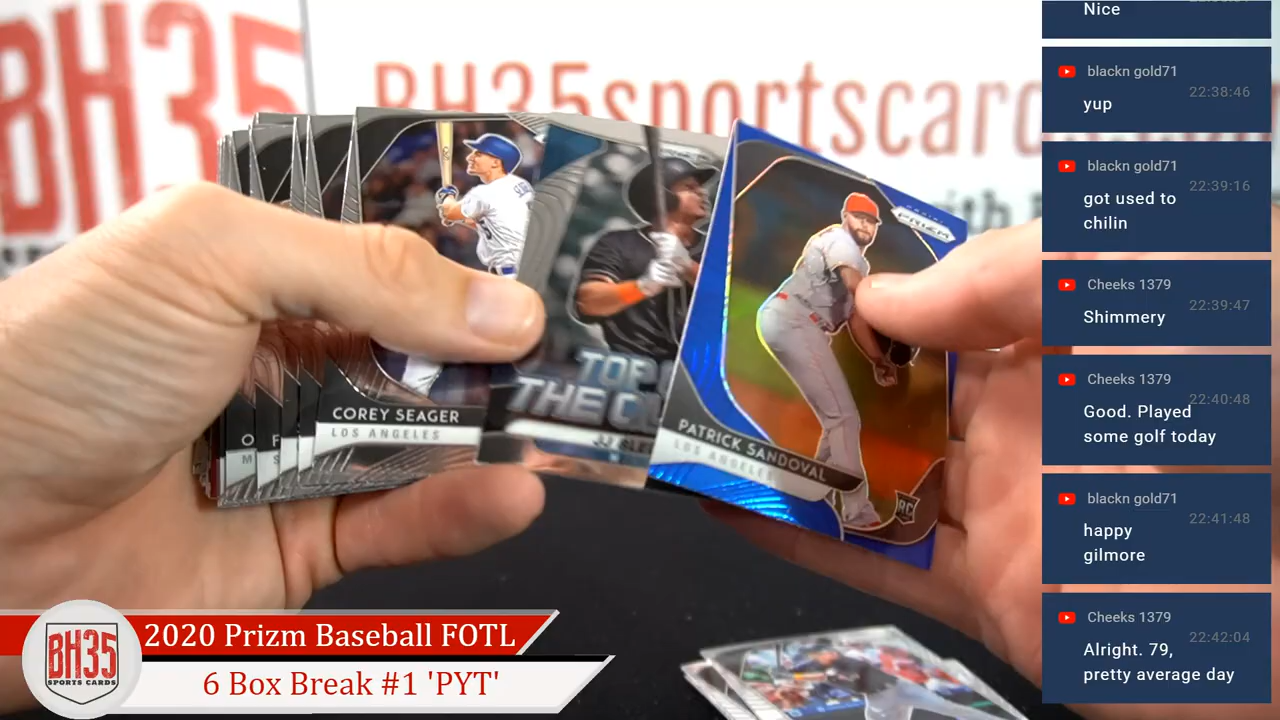 BH35
BH35sportscard
with
COREY SEAGER
LOS ANGELES
TOP
THE
PANINI
PRIZM
PATRICK SANDOVAL
LOS ANGELES
RC
BH35
SPORTS CARDS
2020 Prizm Baseball FOTL
6 Box Break #1 'PYT'
Nice
blackn gold71
22:38:46
yup
blackn gold71
22:39:16
got used to
chilin
Cheeks 1379
22:39:47
Shimmery
Cheeks 1379
22:40:48
Good. Played
some golf today
blackn gold71
22:41:48
happy
gilmore
Cheeks 1379
22:42:04
Alright. 79,
pretty average day